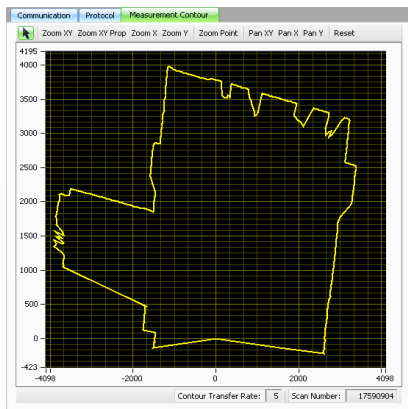 Communication Protocol Measurement Contour
Zoom XY Zoom XY Prop Zoom X Zoom Y Zoom Point Pan XY Pan X Pan Y Reset
4195
4000
3500
3000
2500
2000
1500
1000
500
0
-423
-4098 -2000 0 2000 4098
Contour Transfer Rate: 5 Scan Number: 17590904